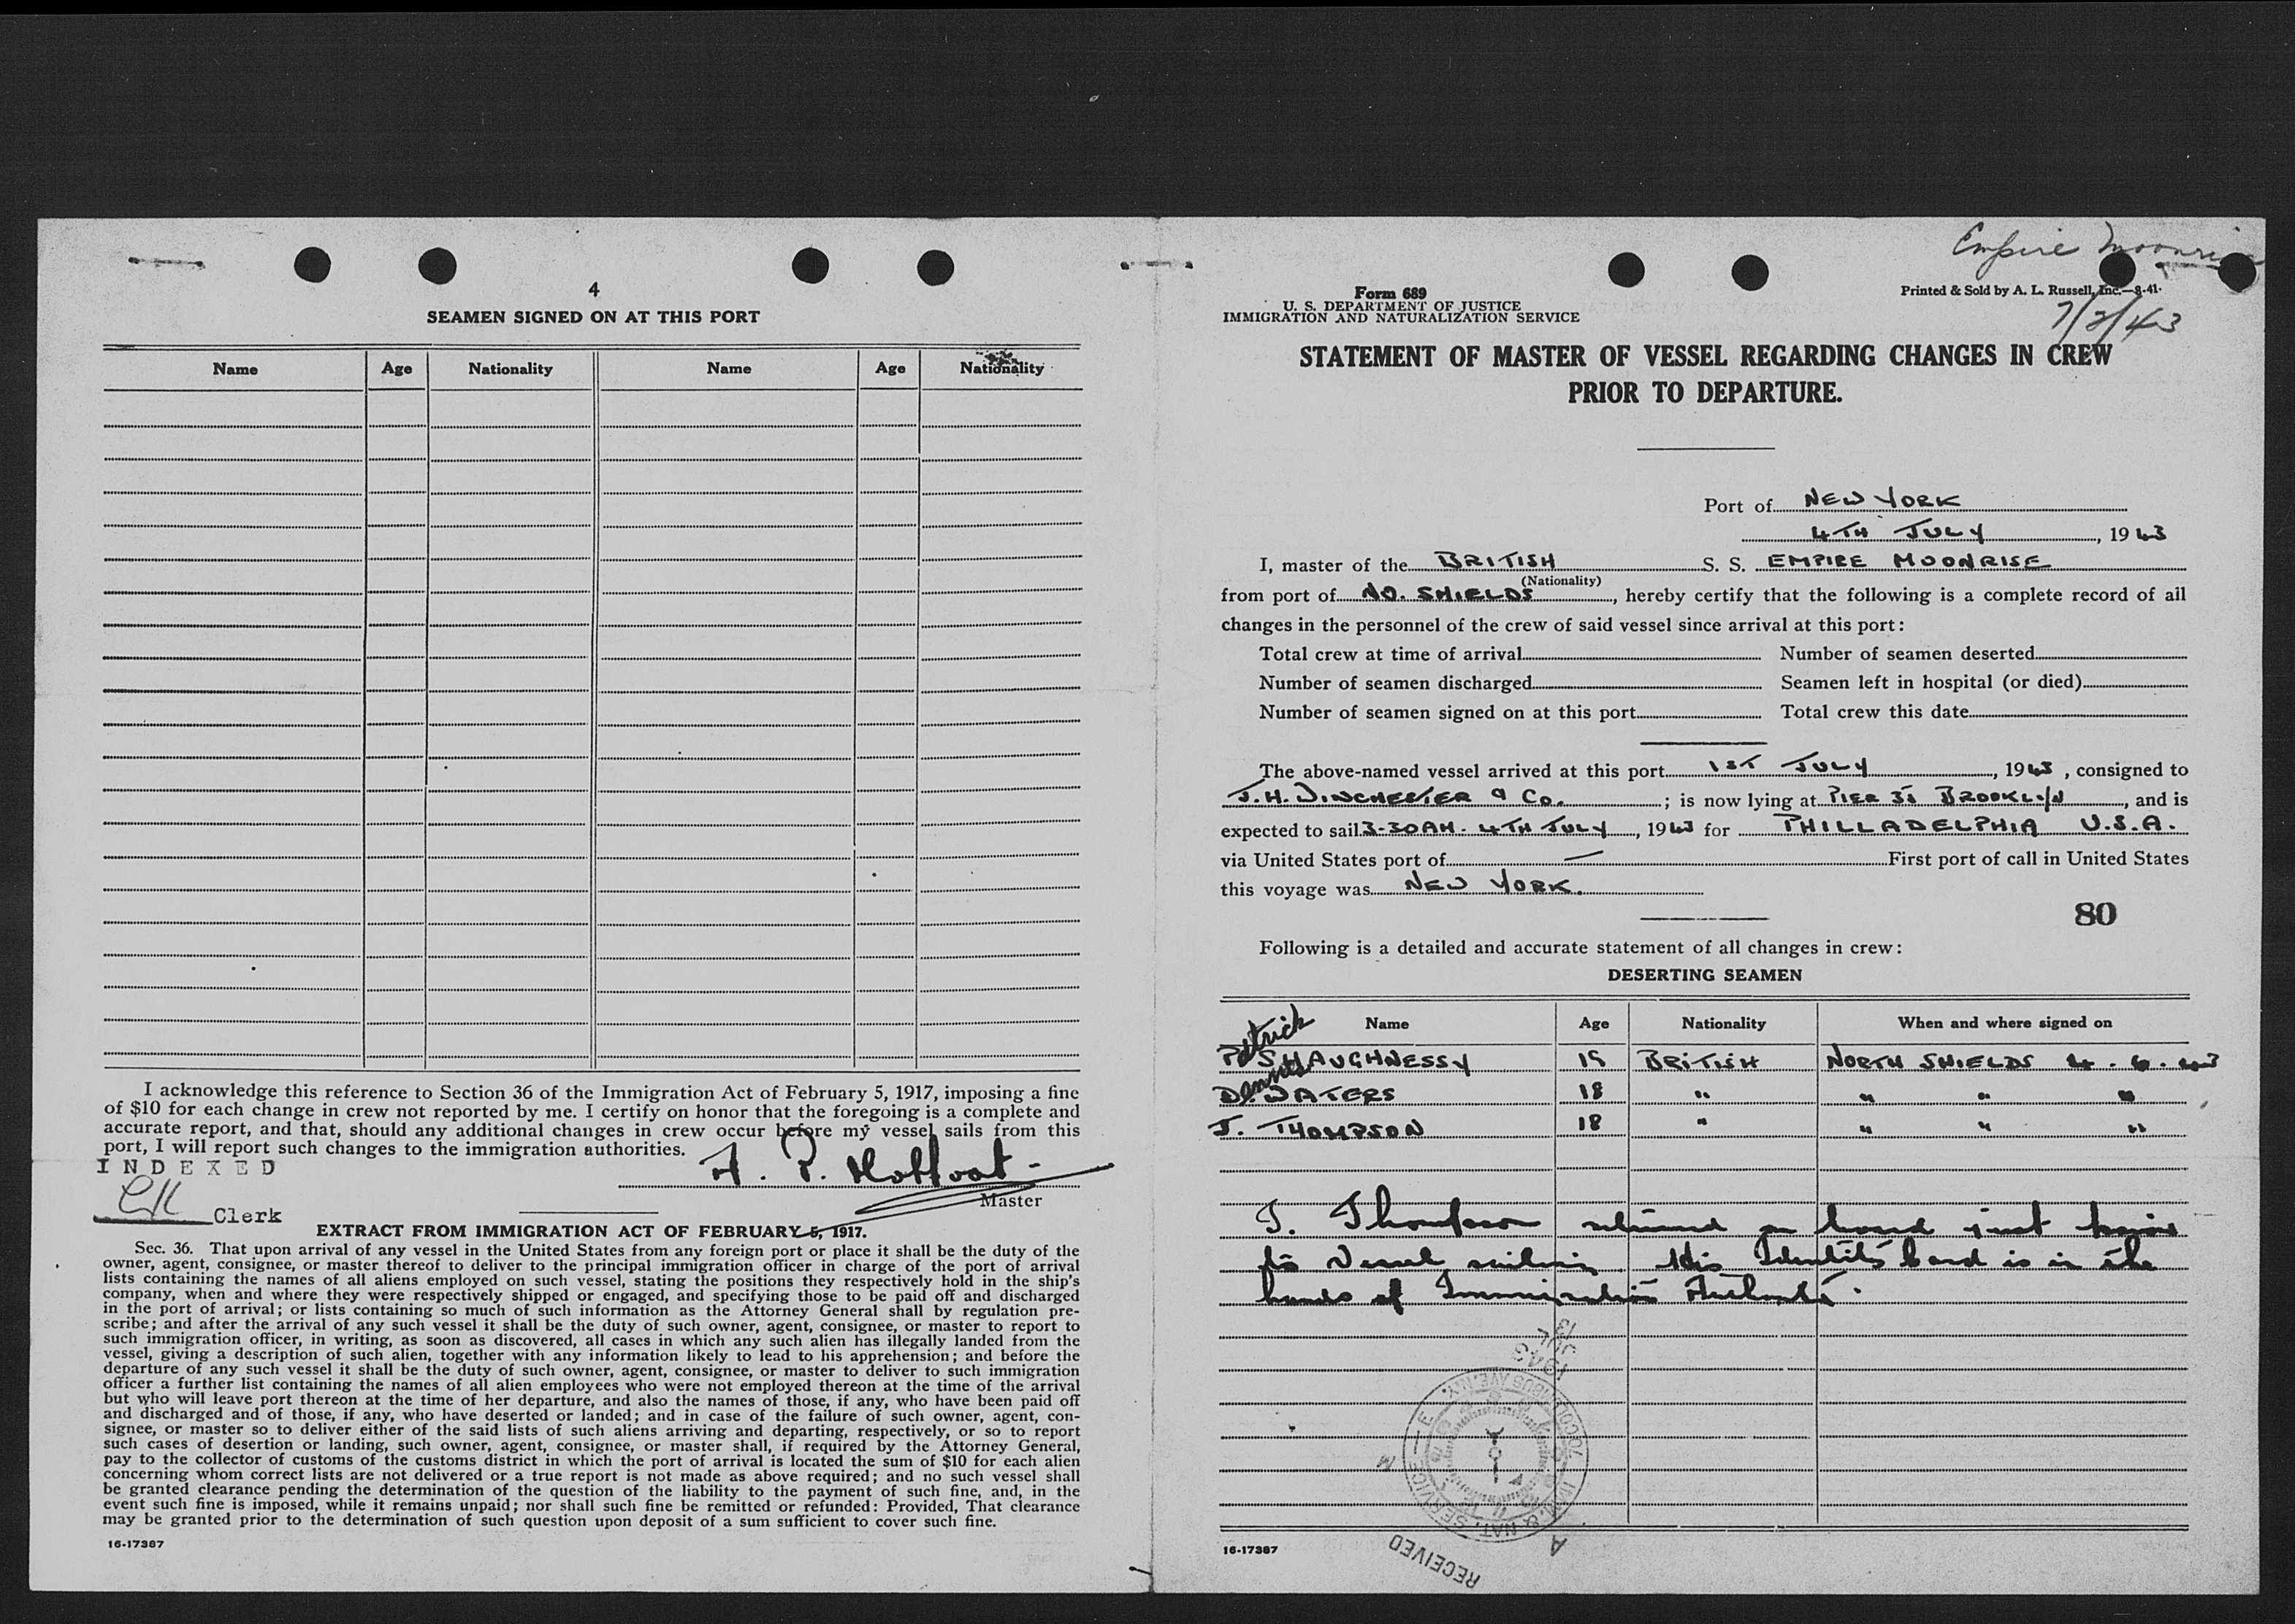 4
SEAMEN SIGNED ON AT THIS PORT
Name Age Nationality Name Age Nationality
I acknowledge this reference to Section 36 of the Immigration Act of February 5, 1917, imposing a fine
of $10 for each change in crew not reported by me. I certify on honor that the foregoing is a complete and
accurate report, and that, should any additional changes in crew occur before my vessel sails from this
port, I will report such changes to the immigration authorities.
INDEXED
A. P.
Master
Clerk
EXTRACT FROM IMMIGRATION ACT OF FEBRUARY 5, 1917.
Sec. 36. That upon arrival of any vessel in the United States from any foreign port or place it shall be the duty of the
owner, agent, consignee, or master thereof to deliver to the principal immigration officer in charge of the port of arrival
lists containing the names of all aliens employed on such vessel, stating the positions they respectively hold in the ship's
company, when and where they were respectively shipped or engaged, and specifying those to be paid off and discharged
in the port of arrival; or lists containing so much of such information as the Attorney General shall by regulation pre-
scribe; and after the arrival of any such vessel it shall be the duty of such owner, agent, consignee, or master to report to
such immigration officer, in writing, as soon as discovered, all cases in which any such alien has illegally landed from the
vessel, giving a description of such alien, together with any information likely to lead to his apprehension; and before the
departure of any such vessel it shall be the duty of such owner, agent, consignee, or master to deliver to such immigration
officer a further list containing the names of all alien employees who were not employed thereon at the time of the arrival
but who will leave port thereon at the time of her departure, and also the names of those, if any, who have been paid off
and discharged and of those, if any, who have deserted or landed; and in case of the failure of such owner, agent, con-
signee, or master so to deliver either of the said lists of such aliens arriving and departing, respectively, or so to report
such cases of desertion or landing, such owner, agent, consignee, or master shall, if required by the Attorney General,
pay to the collector of customs of the customs district in which the port of arrival is located the sum of $10 for each alien
concerning whom correct lists are not delivered or a true report is not made as above required; and no such vessel shall
be granted clearance pending the determination of the question of the liability to the payment of such fine, and, in the
event such fine is imposed, while it remains unpaid; nor shall such fine be remitted or refunded: Provided, That clearance
may be granted prior to the determination of such question upon deposit of a sum sufficient to cover such fine.
16-17387
Empire Moonrise
Form 689
U. S. DEPARTMENT OF JUSTICE
IMMIGRATION AND NATURALIZATION SERVICE
Printed & Sold by A. L. Russell, Inc.—8-41
7/2/43
STATEMENT OF MASTER OF VESSEL REGARDING CHANGES IN CREW
PRIOR TO DEPARTURE.
Port of NEW YORK
4TH JULY, 1943
I, master of the BRITISH S. S. EMPIRE MOONRISE
(Nationality)
from port of NO. SHIELDS, hereby certify that the following is a complete record of all
changes in the personnel of the crew of said vessel since arrival at this port:
Total crew at time of arrival Number of seamen deserted
Number of seamen discharged Seamen left in hospital (or died)
Number of seamen signed on at this port Total crew this date
The above-named vessel arrived at this port 1ST JULY, 1943, consigned to
J. H. WINCHESTER & Co.; is now lying at PIER 35 BROOKLYN, and is
expected to sail 3-30AM. 4TH JULY, 1943 for PHILLADELPHIA U.S.A.
via United States port of — First port of call in United States
this voyage was NEW YORK.
80
Following is a detailed and accurate statement of all changes in crew:
DESERTING SEAMEN
Name Age Nationality When and where signed on
Patrick
P. SHAUGHNESSY 19 BRITISH NORTH SHIELDS 4.6.43
Dennis
D. WATERS 18 " " " "
J. THOMPSON 18 " " " "
J. Thompson returned on board just prior
to Vessel sailing His Identity Card is in the
hands of Immigration
JUL 13
1943
IMM. & NAT. SERVICE
COLUMBUS AVE. N.Y.
RECEIVED
16-17387